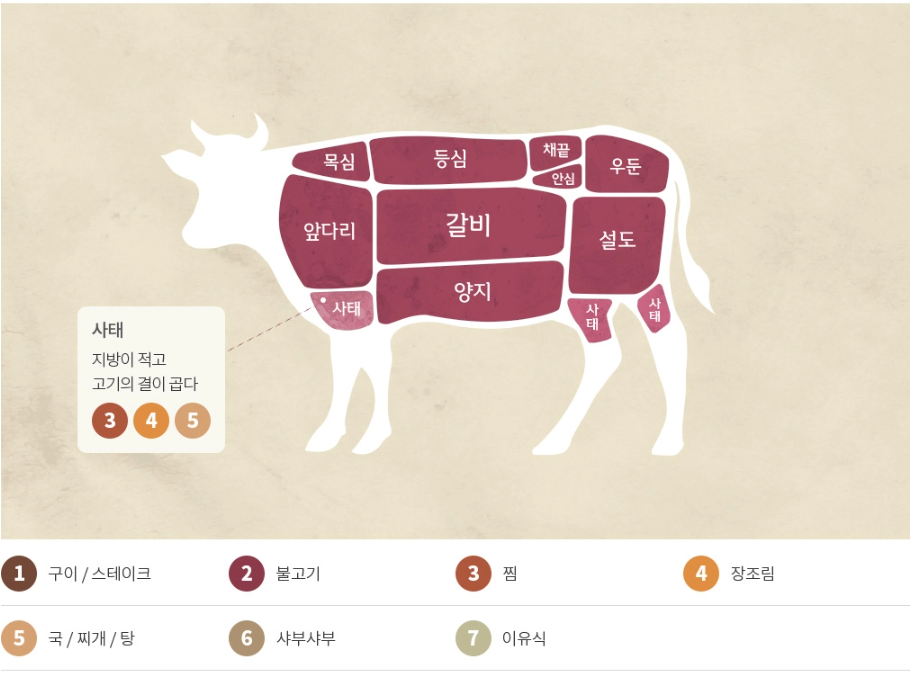 목심
등심
채끝
안심
우둔
앞다리
갈비
설도
양지
사태
사
태
사
태
사태
지방이 적고
고기의 결이 곱다
3 4 5
1 구이 / 스테이크
2 불고기
3 찜
4 장조림
5 국 / 찌개 / 탕
6 샤부샤부
7 이유식